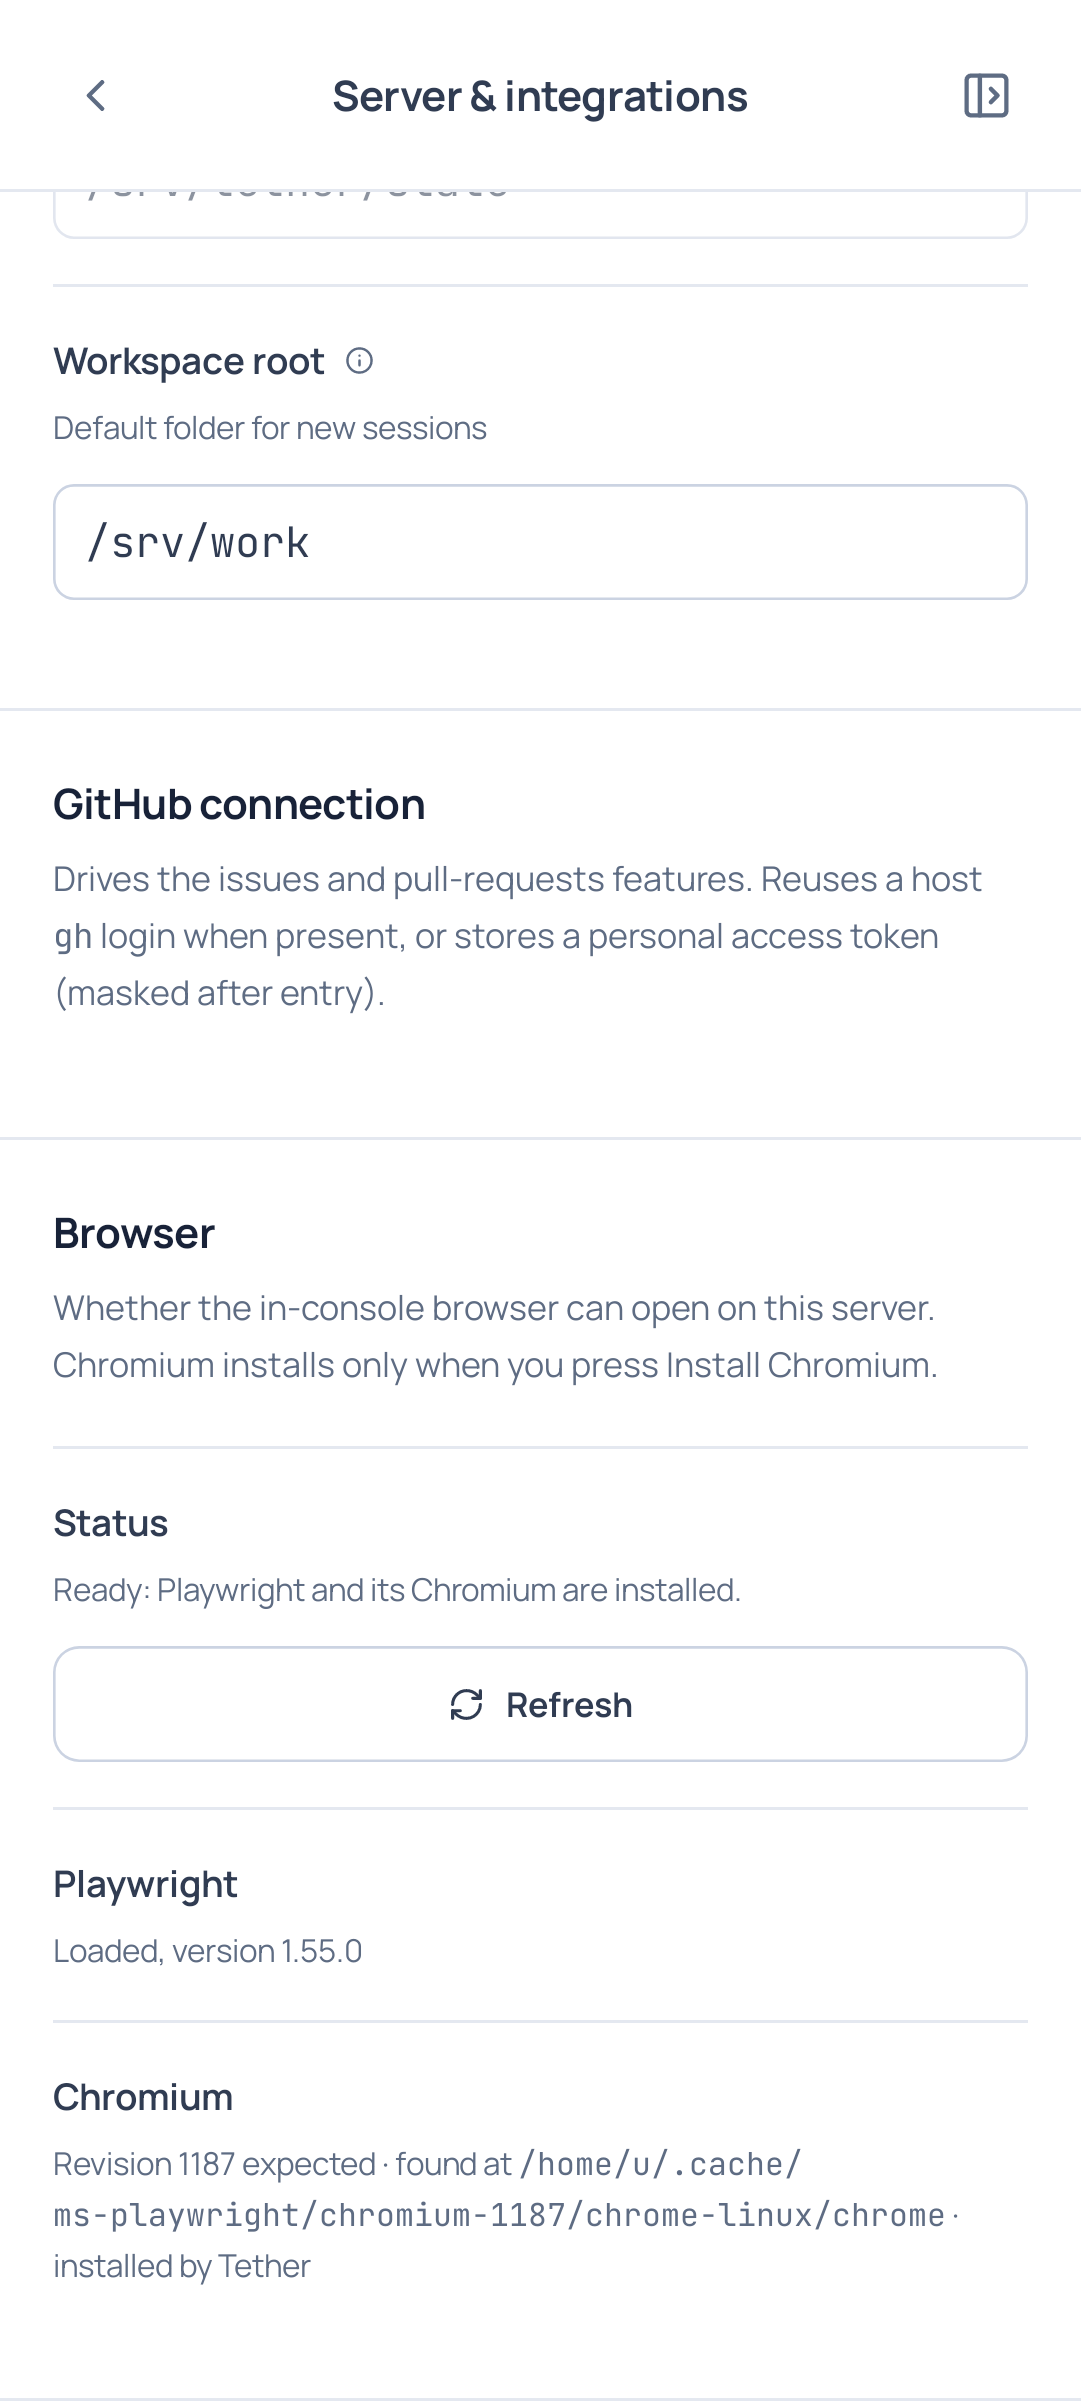 Server & integrations
Workspace root
Default folder for new sessions
/srv/work
GitHub connection
Drives the issues and pull-requests features. Reuses a host
gh login when present, or stores a personal access token
(masked after entry).
Browser
Whether the in-console browser can open on this server.
Chromium installs only when you press Install Chromium.
Status
Ready: Playwright and its Chromium are installed.
Refresh
Playwright
Loaded, version 1.55.0
Chromium
Revision 1187 expected · found at /home/u/.cache/
ms-playwright/chromium-1187/chrome-linux/chrome ·
installed by Tether